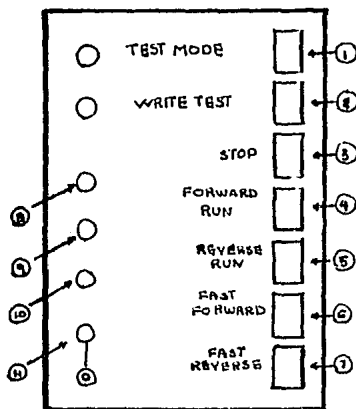 TEST MODE 1
WRITE TEST 2
STOP 3
8 FORWARD 4
RUN
9 REVERSE 5
RUN
10 FAST 6
FORWARD
11 FAST 7
REVERSE
0